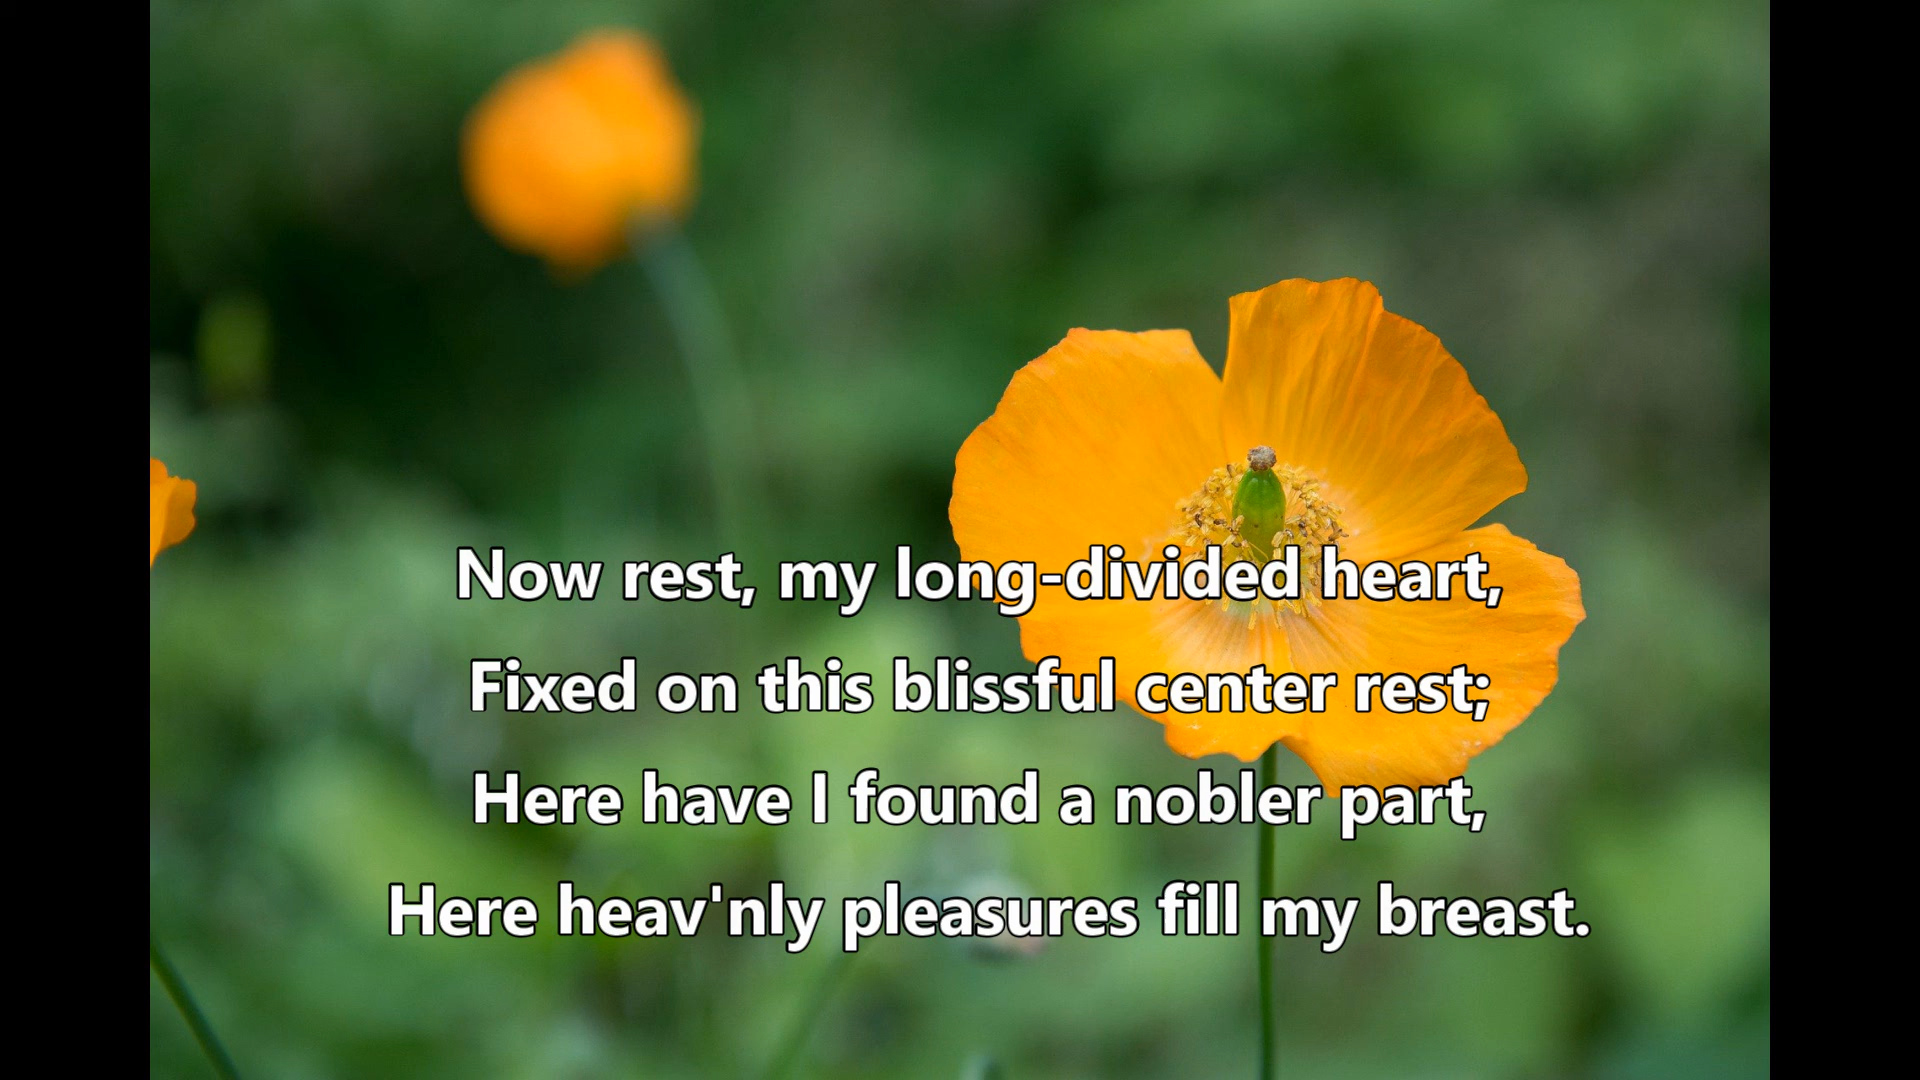 Now rest, my long-divided heart,
Fixed on this blissful center rest;
Here have I found a nobler part,
Here heav'nly pleasures fill my breast.